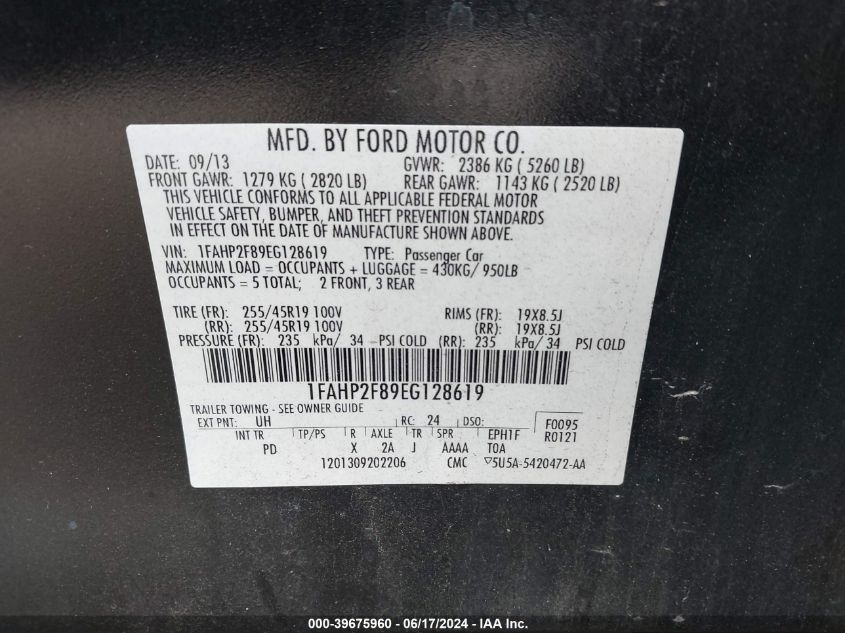 MFD. BY FORD MOTOR CO.
DATE: 09/13 GVWR: 2386 KG ( 5260 LB)
FRONT GAWR: 1279 KG ( 2820 LB) REAR GAWR: 1143 KG ( 2520 LB)
THIS VEHICLE CONFORMS TO ALL APPLICABLE FEDERAL MOTOR
VEHICLE SAFETY, BUMPER, AND THEFT PREVENTION STANDARDS
IN EFFECT ON THE DATE OF MANUFACTURE SHOWN ABOVE.
VIN: 1FAHP2F89EG128619 TYPE: Passenger Car
MAXIMUM LOAD = OCCUPANTS + LUGGAGE = 430KG/ 950LB
OCCUPANTS = 5 TOTAL; 2 FRONT, 3 REAR
TIRE (FR): 255/45R19 100V RIMS (FR): 19X8.5J
(RR): 255/45R19 100V (RR): 19X8.5J
PRESSURE (FR): 235 kPa/ 34 PSI COLD (RR): 235 kPa/ 34 PSI COLD
1FAHP2F89EG128619
TRAILER TOWING - SEE OWNER GUIDE
EXT PNT: UH RC: 24 DSO: F0095
INT TR TP/PS R AXLE TR SPR EPH1F R0121
PD X 2A J AAAA TOA
1201309202206 CMC ▽5U5A-5420472-AA
000-39675960 - 06/17/2024 - IAA Inc.